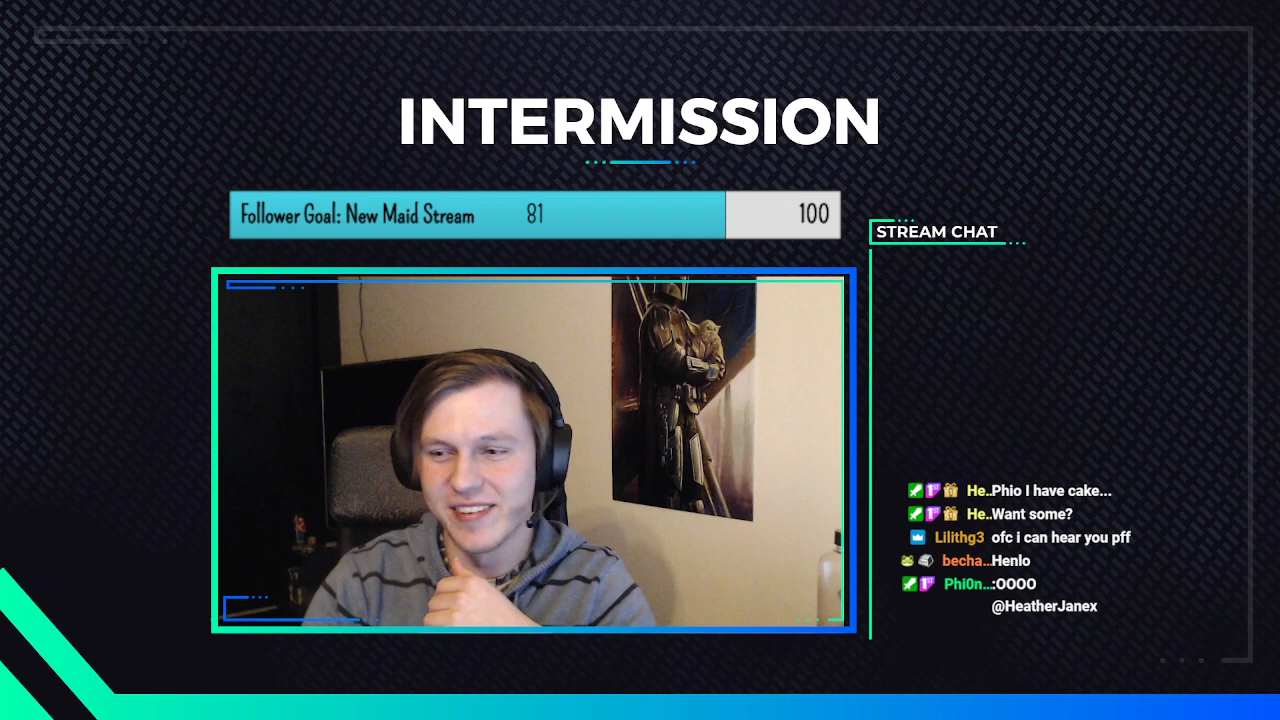 INTERMISSION
Follower Goal: New Maid Stream 81 100
STREAM CHAT
He..Phio I have cake...
He..Want some?
Lilithg3 ofc i can hear you pff
becha...Henlo
Phi0n...:OOOO
@HeatherJanex